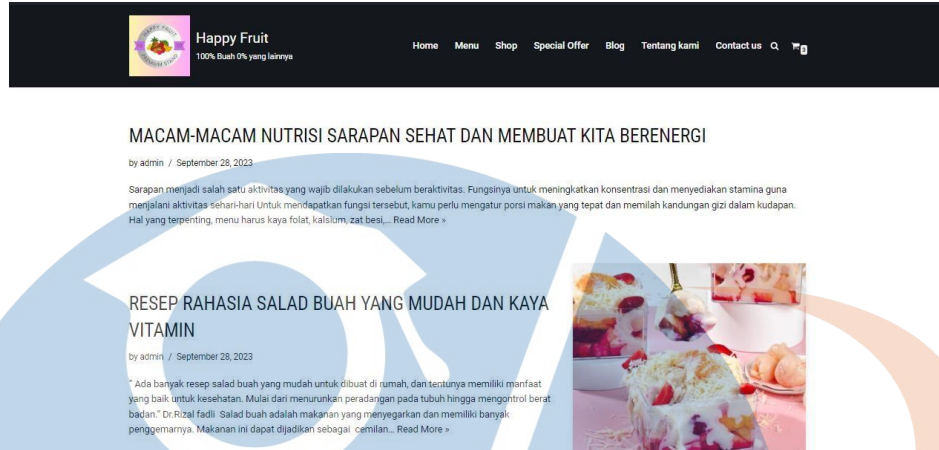 HAPPY FRUIT
PREMIUM STAND
Happy Fruit
100% Buah 0% yang lainnya
Home Menu Shop Special Offer Blog Tentang kami Contact us 3
MACAM-MACAM NUTRISI SARAPAN SEHAT DAN MEMBUAT KITA BERENERGI
by admin / September 28, 2023
Sarapan menjadi salah satu aktivitas yang wajib dilakukan sebelum beraktivitas. Fungsinya untuk meningkatkan konsentrasi dan menyediakan stamina guna
menjalani aktivitas sehari-hari Untuk mendapatkan fungsi tersebut, kamu perlu mengatur porsi makan yang tepat dan memilah kandungan gizi dalam kudapan.
Hal yang terpenting, menu harus kaya folat, kalsium, zat besi,... Read More »
RESEP RAHASIA SALAD BUAH YANG MUDAH DAN KAYA
VITAMIN
by admin / September 28, 2023
" Ada banyak resep salad buah yang mudah untuk dibuat di rumah, dan tentunya memiliki manfaat
yang baik untuk kesehatan. Mulai dari menurunkan peradangan pada tubuh hingga mengontrol berat
badan." Dr.Rizal fadli Salad buah adalah makanan yang menyegarkan dan memiliki banyak
penggemarnya. Makanan ini dapat dijadikan sebagai cemilan... Read More »